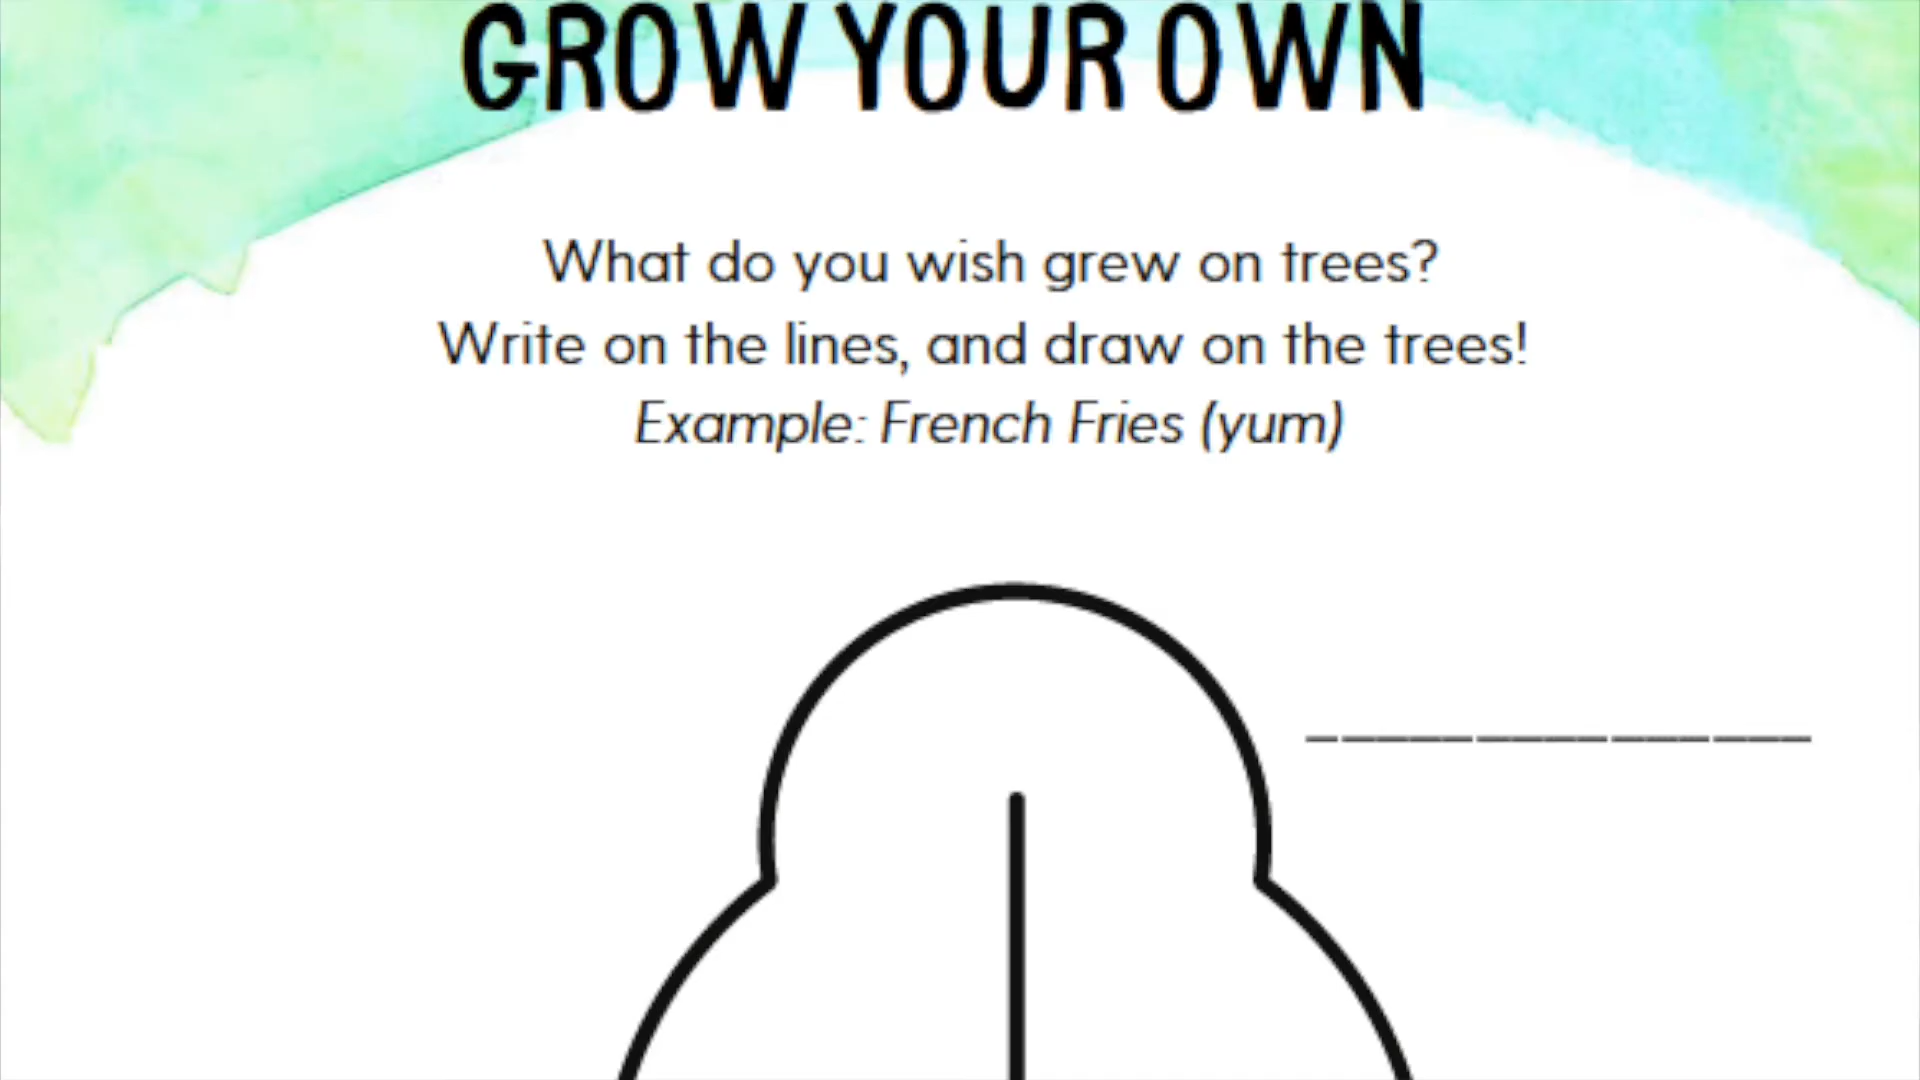 GROW YOUR OWN
What do you wish grew on trees?
Write on the lines, and draw on the trees!
Example: French Fries (yum)